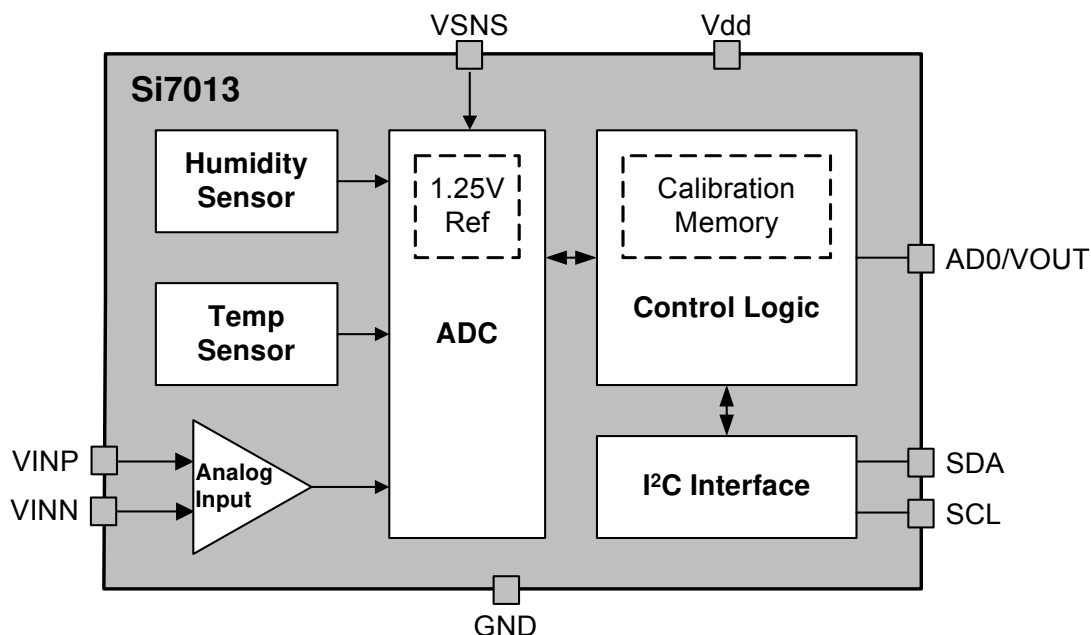 VSNS
Vdd
Si7013
Humidity
Sensor
1.25V
Ref
Calibration
Memory
AD0/VOUT
Temp
Sensor
ADC
Control Logic
VINP
VINN
Analog
Input
I²C Interface
SDA
SCL
GND